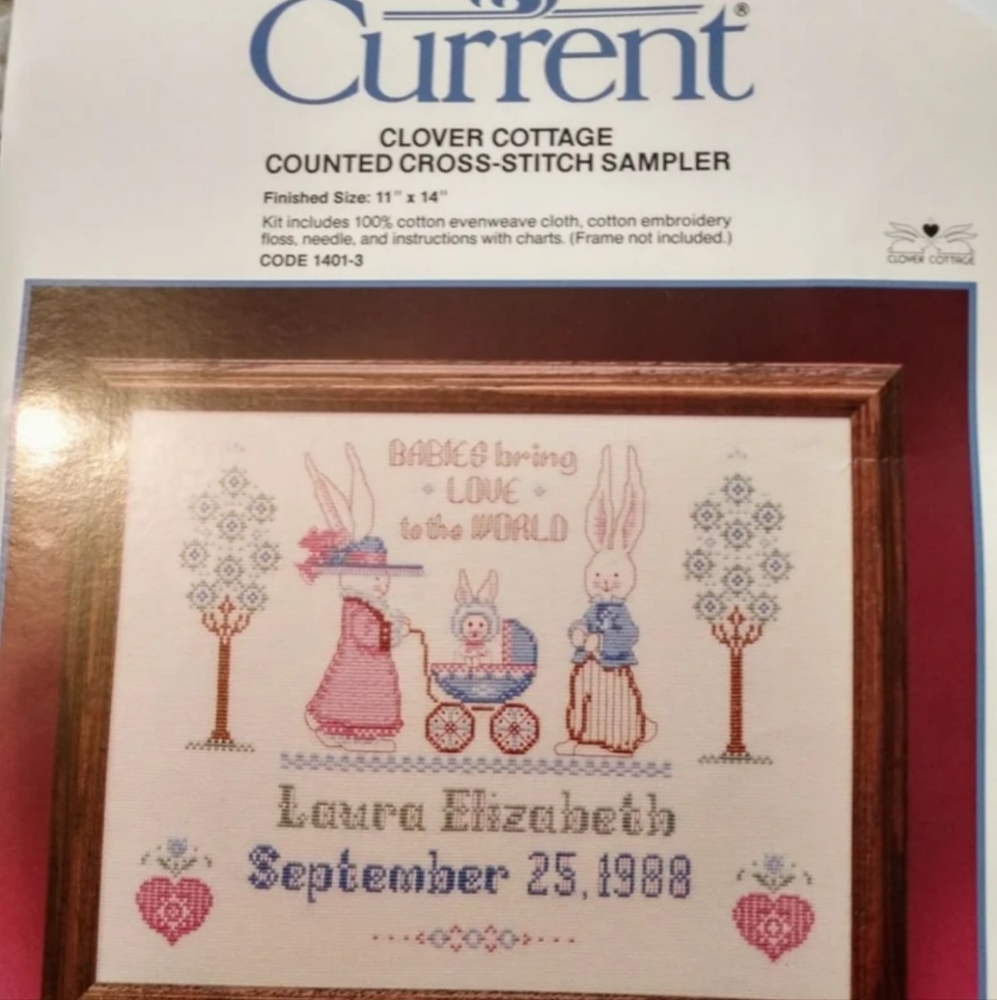 Current®
CLOVER COTTAGE
COUNTED CROSS-STITCH SAMPLER
Finished Size: 11" x 14"
Kit includes 100% cotton evenweave cloth, cotton embroidery
floss, needle, and instructions with charts. (Frame not included.)
CODE 1401-3
CLOVER COTTAGE
BABIES bring
LOVE
to the WORLD
Laura Elizabeth
September 25, 1988